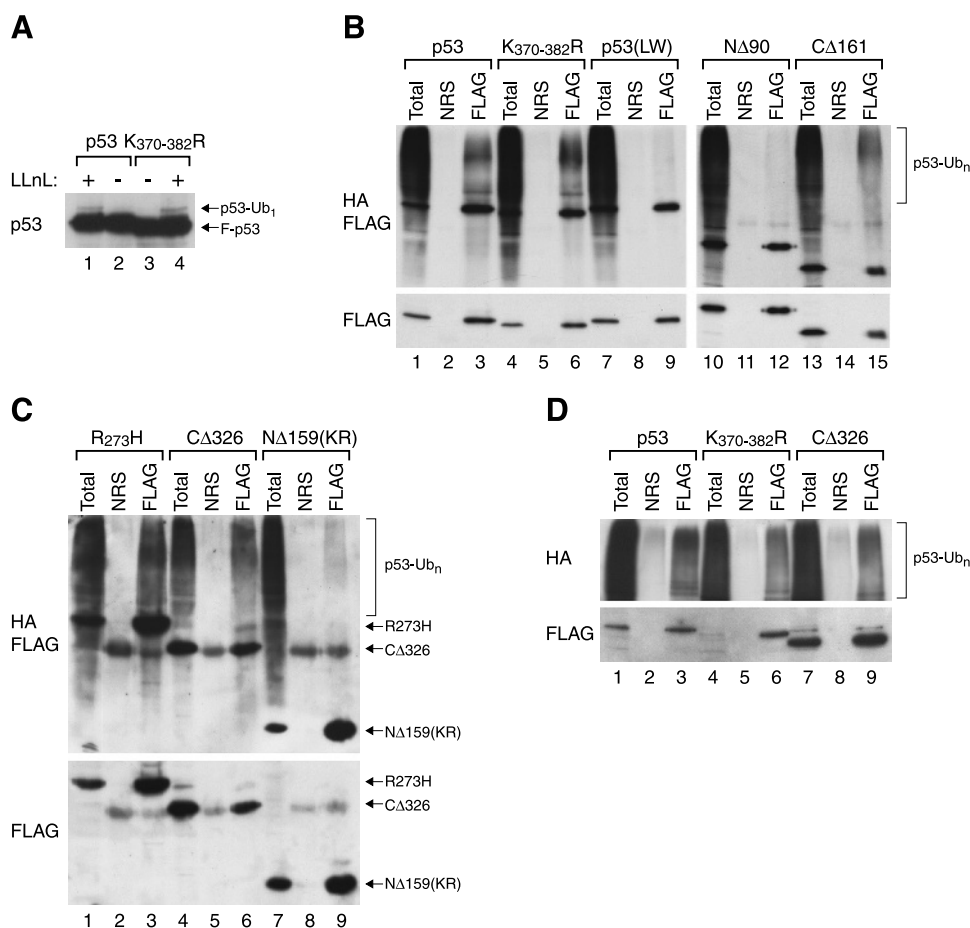 A
p53 K370-382R
LLnL: + - - +
p53
p53-Ub1
F-p53
1 2 3 4
B
p53 K370-382R p53(LW) NΔ90 CΔ161
Total NRS FLAG Total NRS FLAG Total NRS FLAG Total NRS FLAG Total NRS FLAG
HA
FLAG
p53-Ubn
FLAG
1 2 3 4 5 6 7 8 9 10 11 12 13 14 15
C
R273H CΔ326 NΔ159(KR)
Total NRS FLAG Total NRS FLAG Total NRS FLAG
p53-Ubn
HA
FLAG
R273H
CΔ326
NΔ159(KR)
FLAG
R273H
CΔ326
NΔ159(KR)
1 2 3 4 5 6 7 8 9
D
p53 K370-382R CΔ326
Total NRS FLAG Total NRS FLAG Total NRS FLAG
HA
p53-Ubn
FLAG
1 2 3 4 5 6 7 8 9